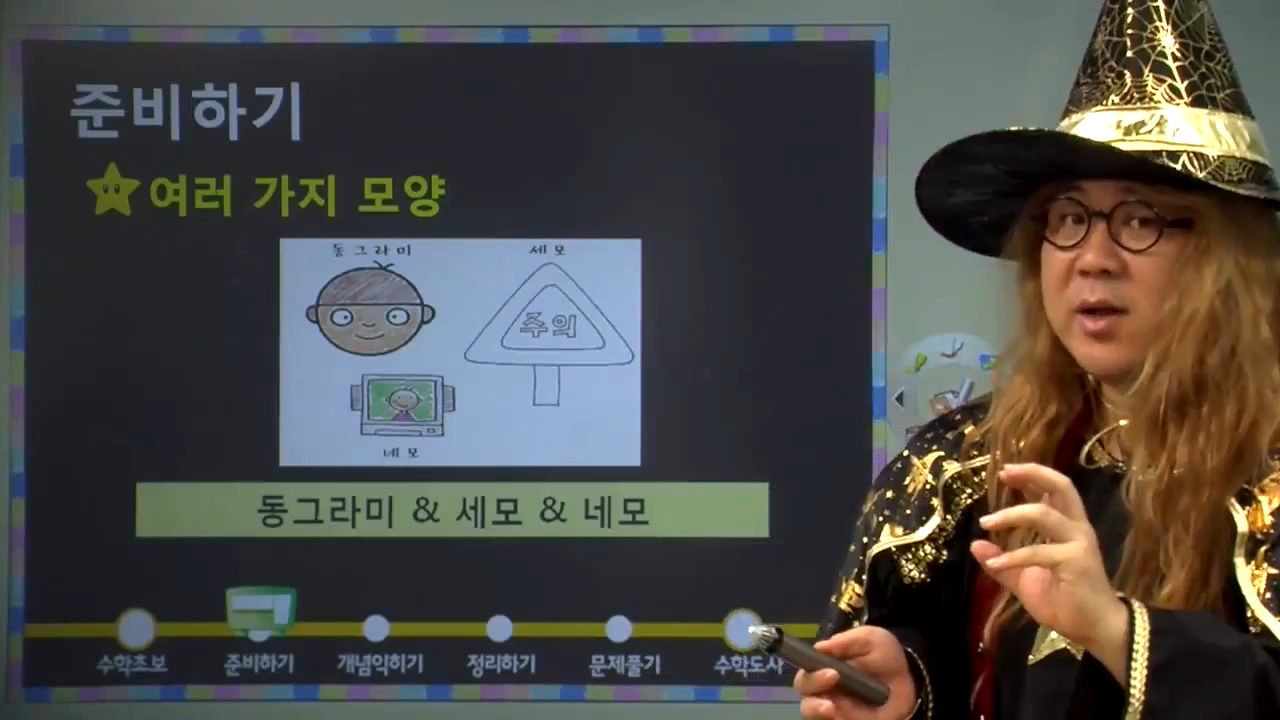 준비하기
여러 가지 모양
동그라미
세모
주의
네모
동그라미 & 세모 & 네모
수학초보 준비하기 개념익히기 정리하기 문제풀기 수학도사